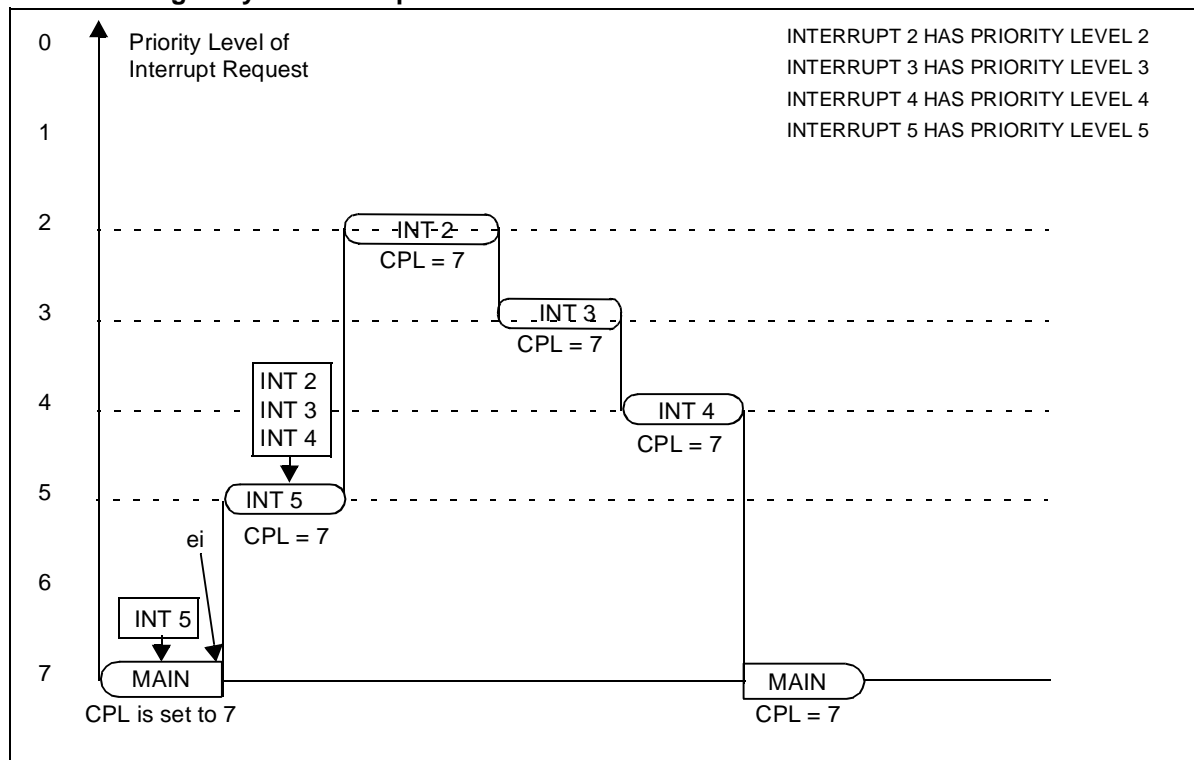 0
Priority Level of
Interrupt Request
INTERRUPT 2 HAS PRIORITY LEVEL 2
INTERRUPT 3 HAS PRIORITY LEVEL 3
INTERRUPT 4 HAS PRIORITY LEVEL 4
INTERRUPT 5 HAS PRIORITY LEVEL 5
1
2
INT 2
CPL = 7
3
INT 3
CPL = 7
INT 2
INT 3
INT 4
4
INT 4
CPL = 7
5
INT 5
CPL = 7
ei
6
INT 5
7
MAIN
CPL is set to 7
MAIN
CPL = 7